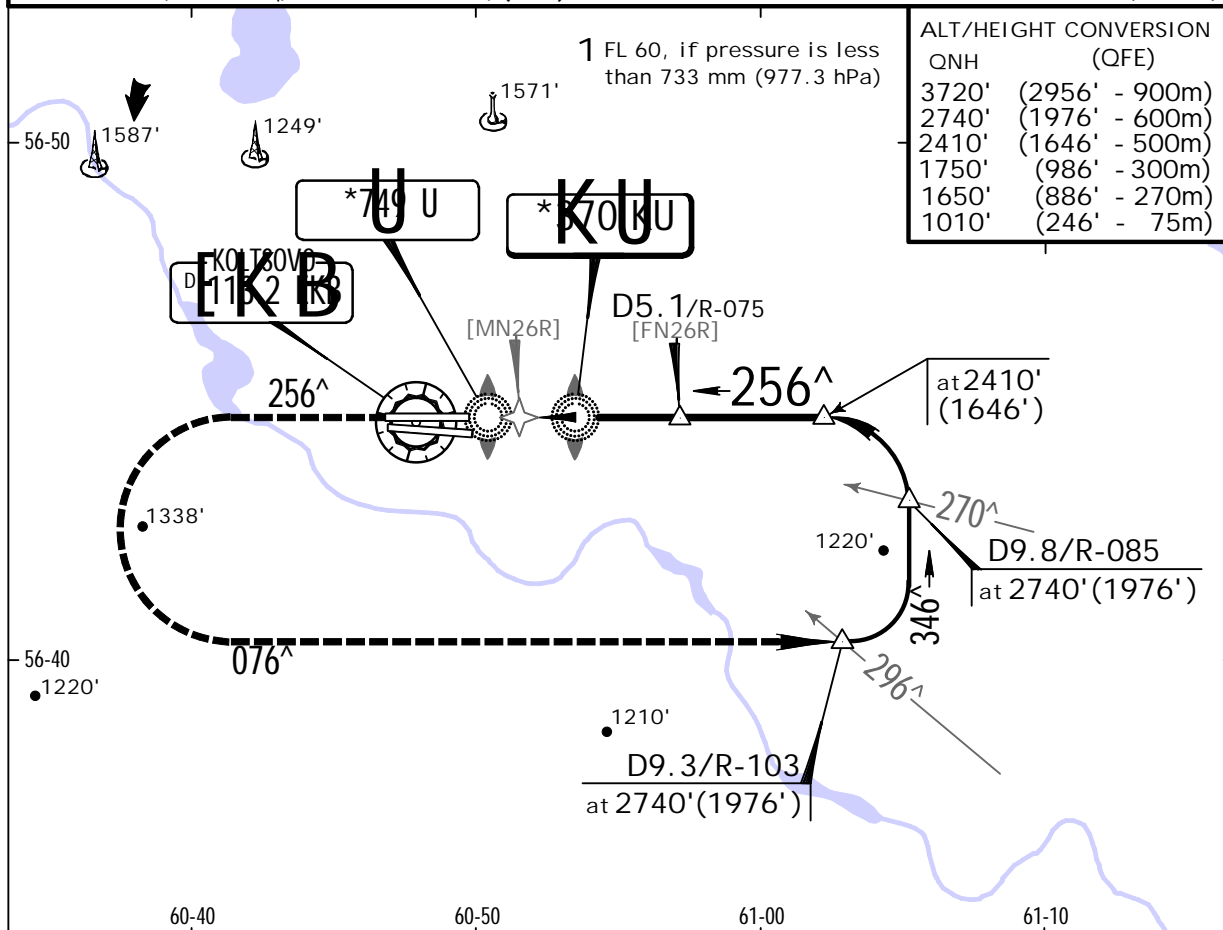 1 FL 60, if pressure is less
than 733 mm (977.3 hPa)
ALT/HEIGHT CONVERSION
QNH (QFE)
3720' (2956' - 900m)
2740' (1976' - 600m)
2410' (1646' - 500m)
1750' (986' - 300m)
1650' (886' - 270m)
1010' (246' - 75m)
1587'
1249'
1571'
56-50
*749 U
U
*370 KU
KU
KOLTSOVO
D
EKB
[MN26R]
D5.1/R-075
[FN26R]
256^
256^
at 2410'
(1646')
1338'
1220'
270^
D9.8/R-085
at 2740'(1976')
346^
56-40
076^
296^
1220'
1210'
D9.3/R-103
at 2740'(1976')
60-40
60-50
61-00
61-10